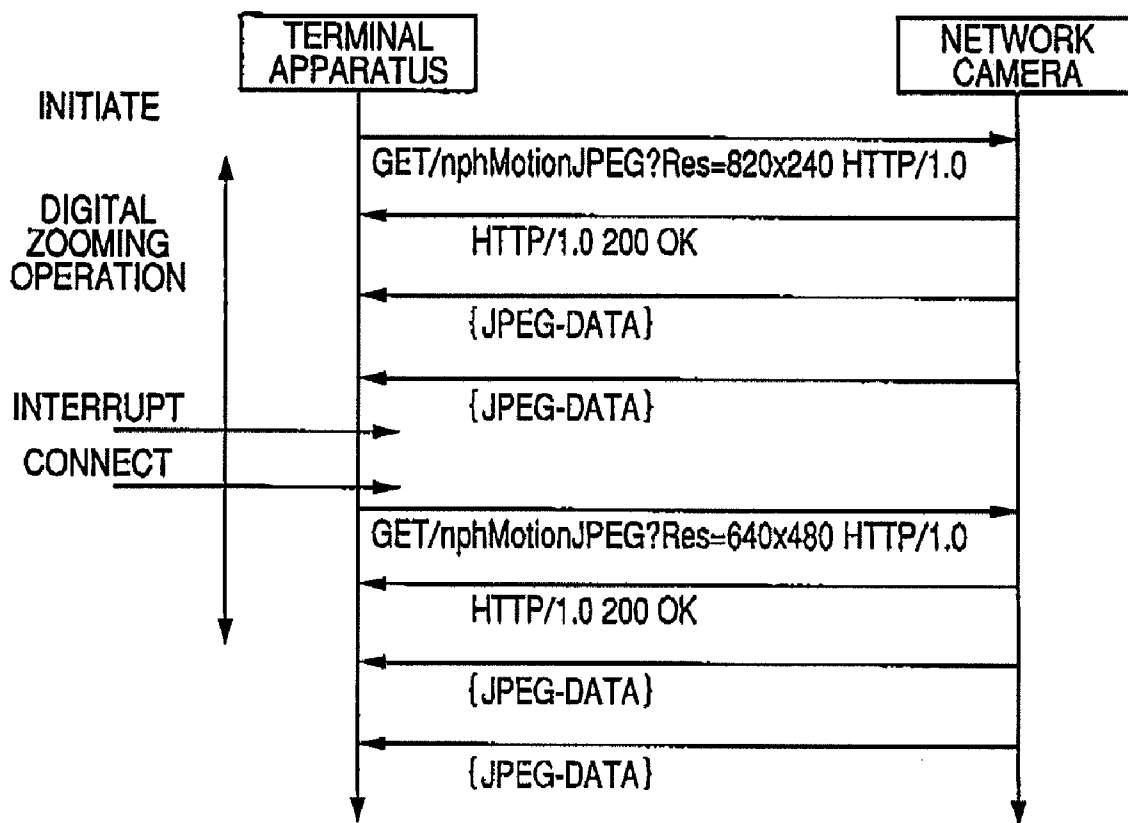 TERMINAL
APPARATUS
NETWORK
CAMERA
INITIATE
GET/nphMotionJPEG?Res=820x240 HTTP/1.0
DIGITAL
ZOOMING
OPERATION
HTTP/1.0 200 OK
{JPEG-DATA}
{JPEG-DATA}
INTERRUPT
CONNECT
GET/nphMotionJPEG?Res=640x480 HTTP/1.0
HTTP/1.0 200 OK
{JPEG-DATA}
{JPEG-DATA}